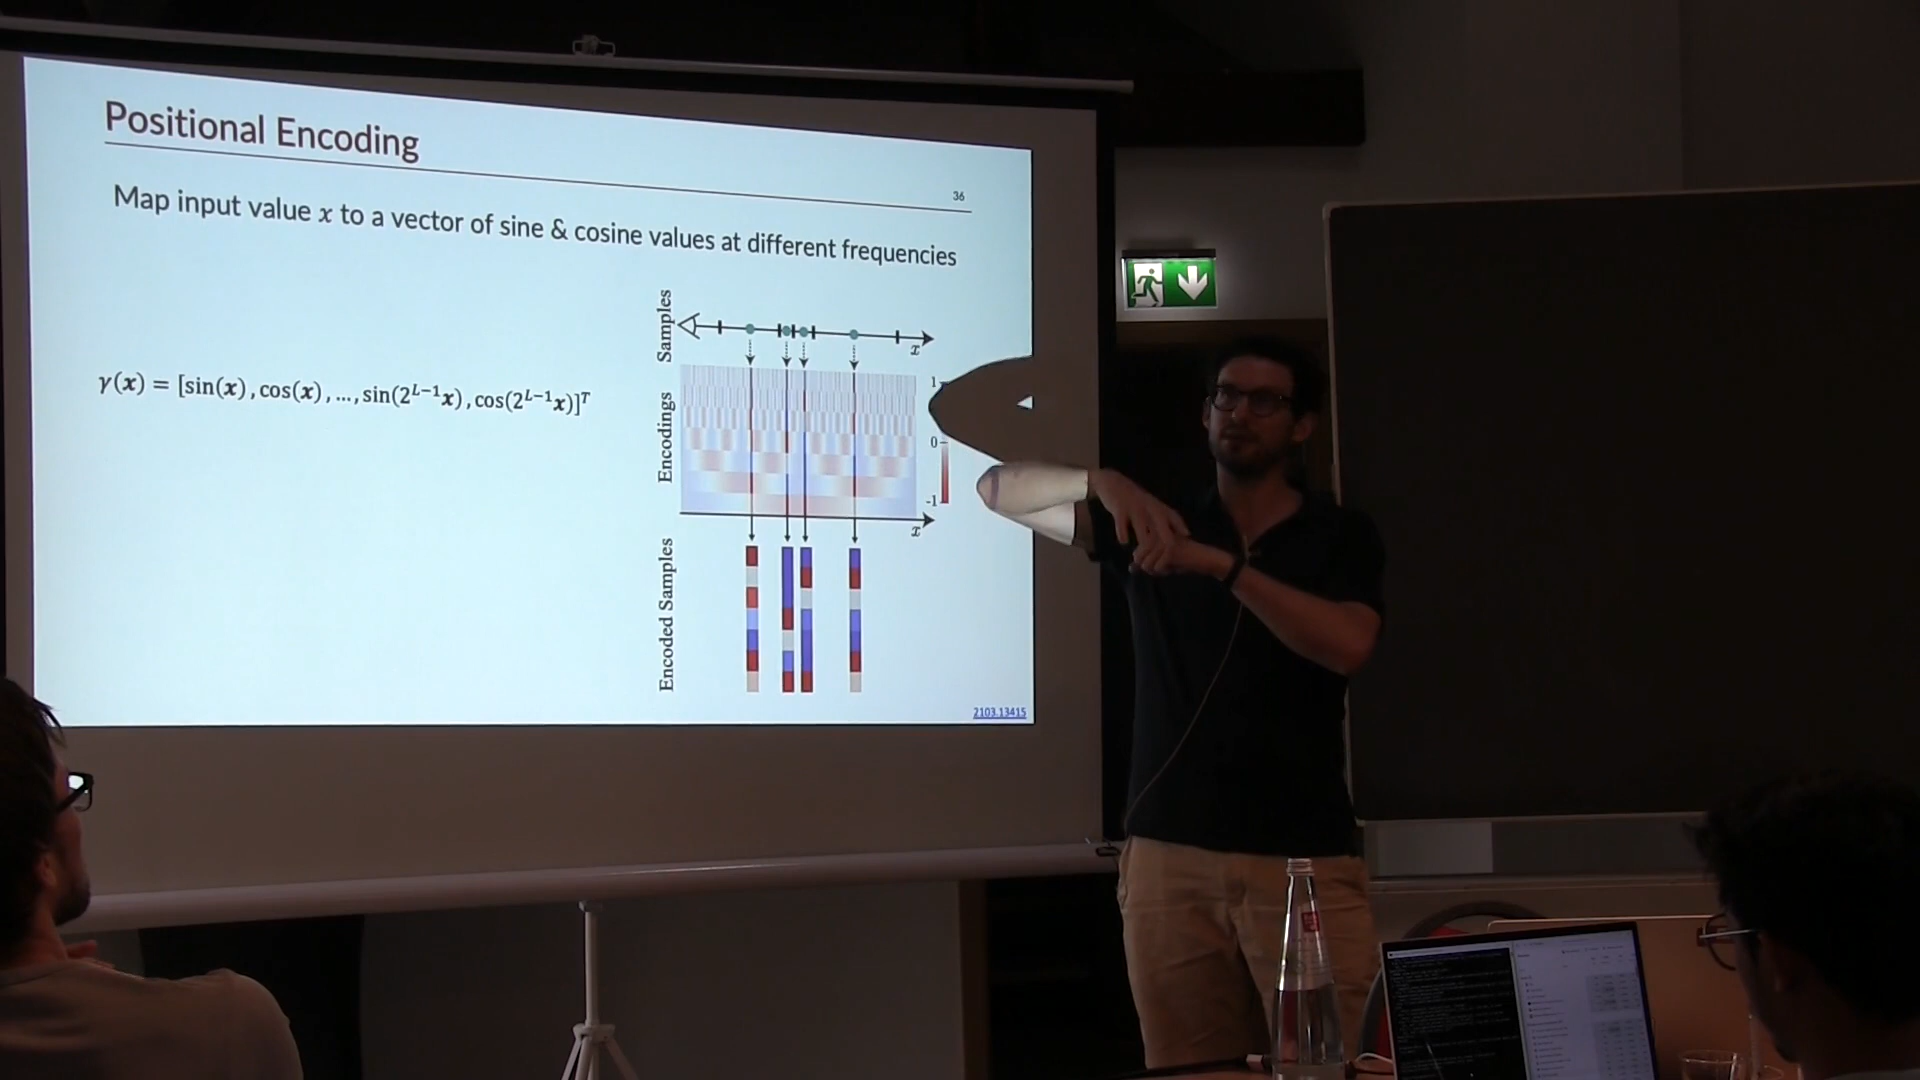 Positional Encoding
36
Map input value x to a vector of sine & cosine values at different frequencies
γ(x) = [sin(x), cos(x), ..., sin(2^{L-1}x), cos(2^{L-1}x)]^T
Samples
x
Encodings
1
0
-1
x
Encoded Samples
2103.13415